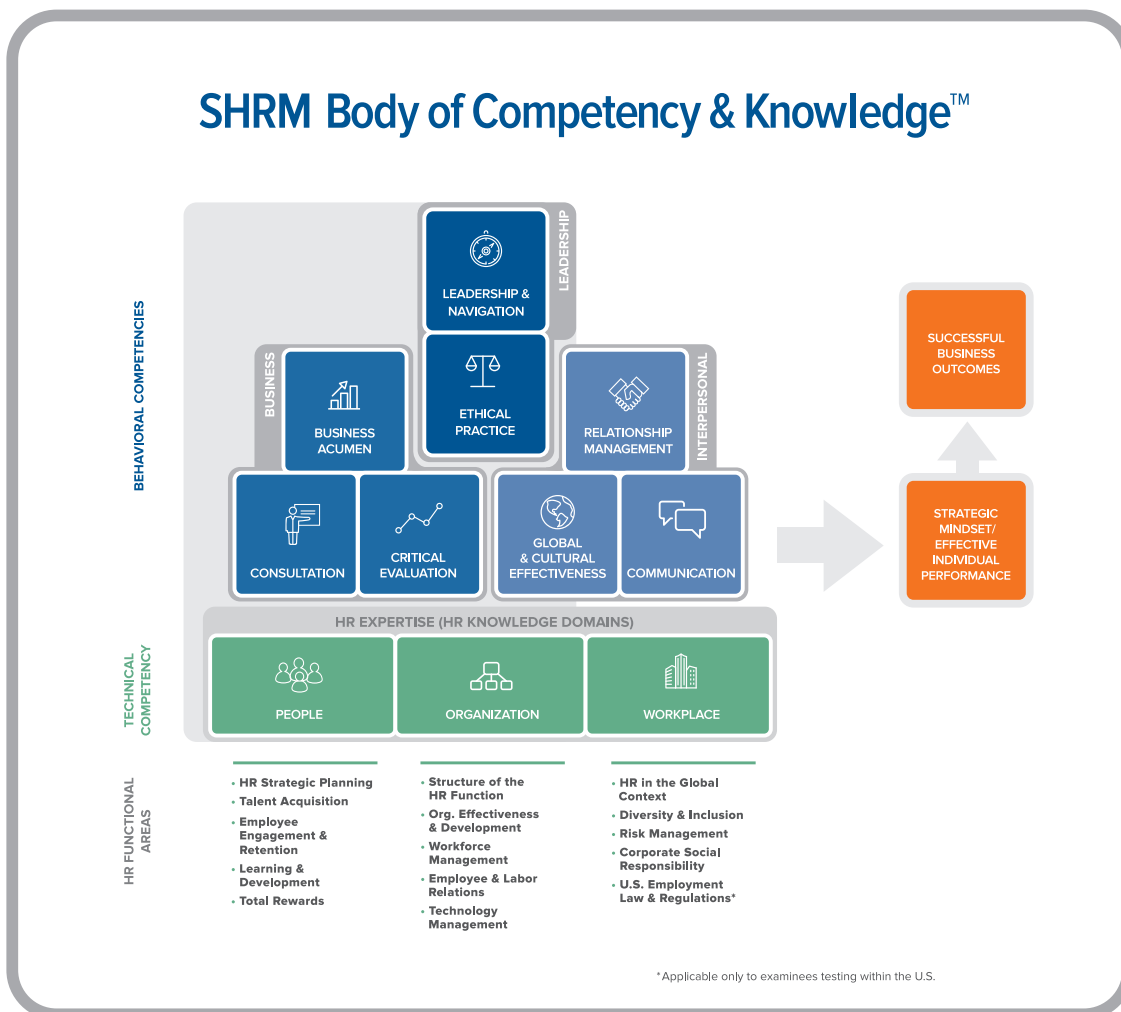 SHRM Body of Competency & Knowledge™
BEHAVIORAL COMPETENCIES
LEADERSHIP
LEADERSHIP &
NAVIGATION
ETHICAL
PRACTICE
BUSINESS
BUSINESS
ACUMEN
CONSULTATION
CRITICAL
EVALUATION
INTERPERSONAL
RELATIONSHIP
MANAGEMENT
GLOBAL
& CULTURAL
EFFECTIVENESS
COMMUNICATION
SUCCESSFUL
BUSINESS
OUTCOMES
STRATEGIC
MINDSET/
EFFECTIVE
INDIVIDUAL
PERFORMANCE
TECHNICAL
COMPETENCY
HR EXPERTISE (HR KNOWLEDGE DOMAINS)
PEOPLE
ORGANIZATION
WORKPLACE
HR FUNCTIONAL
AREAS
• HR Strategic Planning
• Talent Acquisition
• Employee
Engagement &
Retention
• Learning &
Development
• Total Rewards
• Structure of the
HR Function
• Org. Effectiveness
& Development
• Workforce
Management
• Employee & Labor
Relations
• Technology
Management
• HR in the Global
Context
• Diversity & Inclusion
• Risk Management
• Corporate Social
Responsibility
• U.S. Employment
Law & Regulations*
*Applicable only to examinees testing within the U.S.